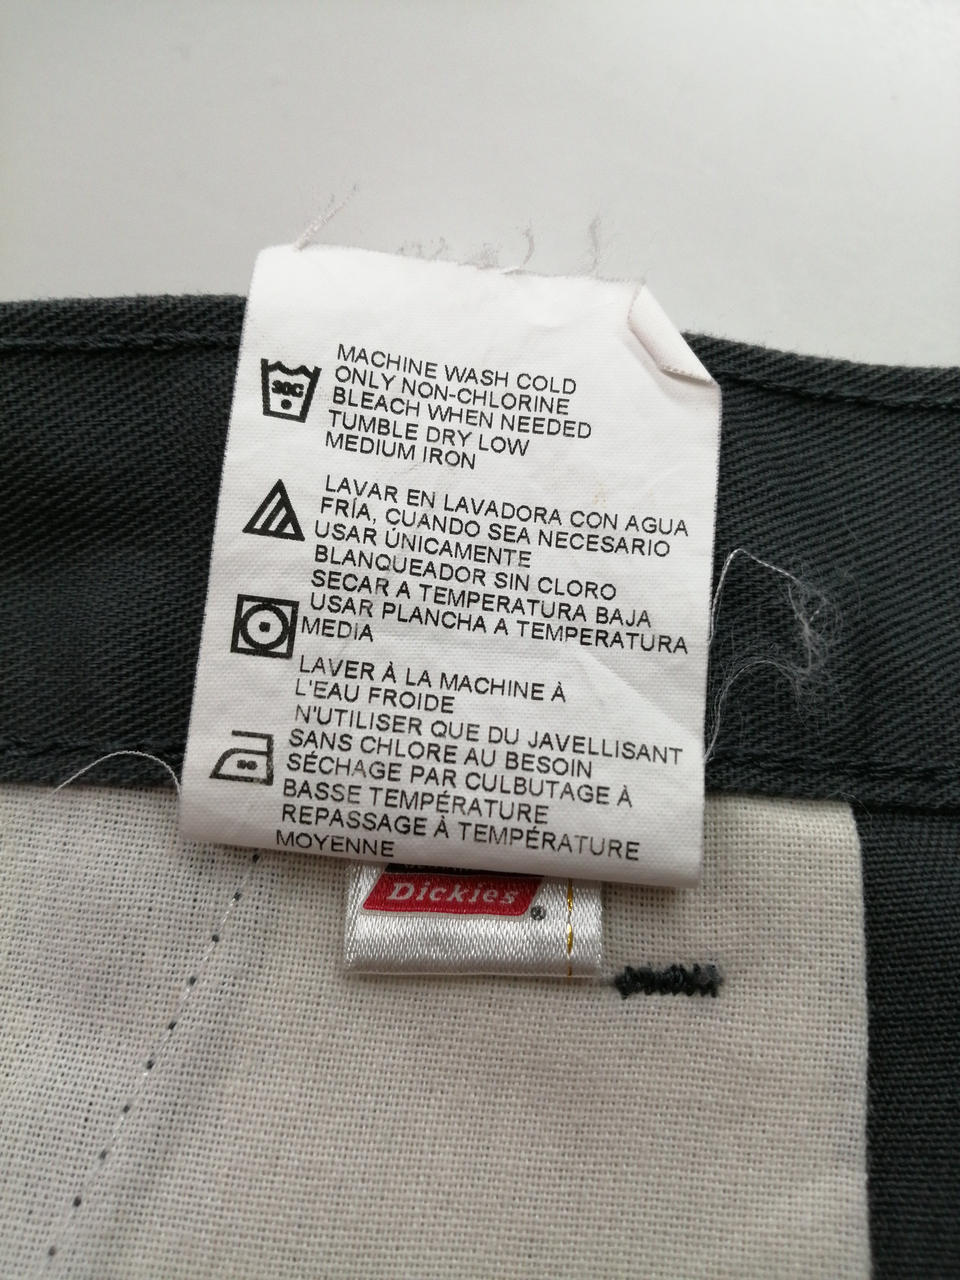 30C
MACHINE WASH COLD
ONLY NON-CHLORINE
BLEACH WHEN NEEDED
TUMBLE DRY LOW
MEDIUM IRON
LAVAR EN LAVADORA CON AGUA
FRÍA, CUANDO SEA NECESARIO
USAR ÚNICAMENTE
BLANQUEADOR SIN CLORO
SECAR A TEMPERATURA BAJA
USAR PLANCHA A TEMPERATURA
MEDIA
LAVER À LA MACHINE À
L'EAU FROIDE
N'UTILISER QUE DU JAVELLISANT
SANS CHLORE AU BESOIN
SÉCHAGE PAR CULBUTAGE À
BASSE TEMPÉRATURE
REPASSAGE À TEMPÉRATURE
MOYENNE
Dickies®